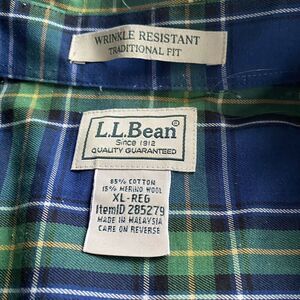 WRINKLE RESISTANT
TRADITIONAL FIT
L.L.Bean®
Since 1912
QUALITY GUARANTEED
85% COTTON
15% MERINO WOOL
XL-REG
ItemID 285279
MADE IN MALAYSIA
CARE ON REVERSE